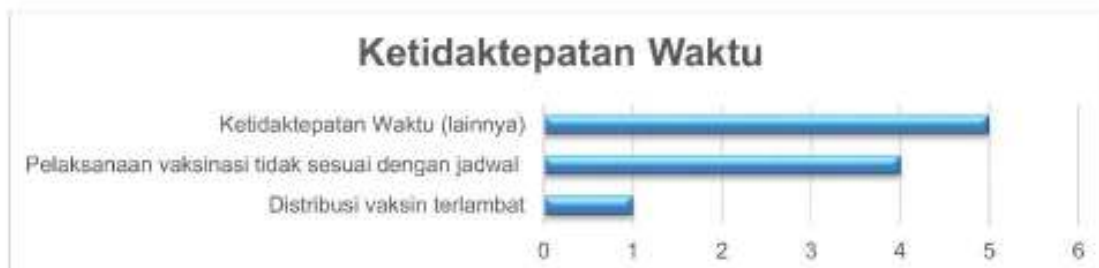 Ketidaktepatan Waktu
Ketidaktepatan Waktu (lainnya)
Pelaksanaan vaksinasi tidak sesuai dengan jadwal
Distribusi vaksin terlambat
0 1 2 3 4 5 6